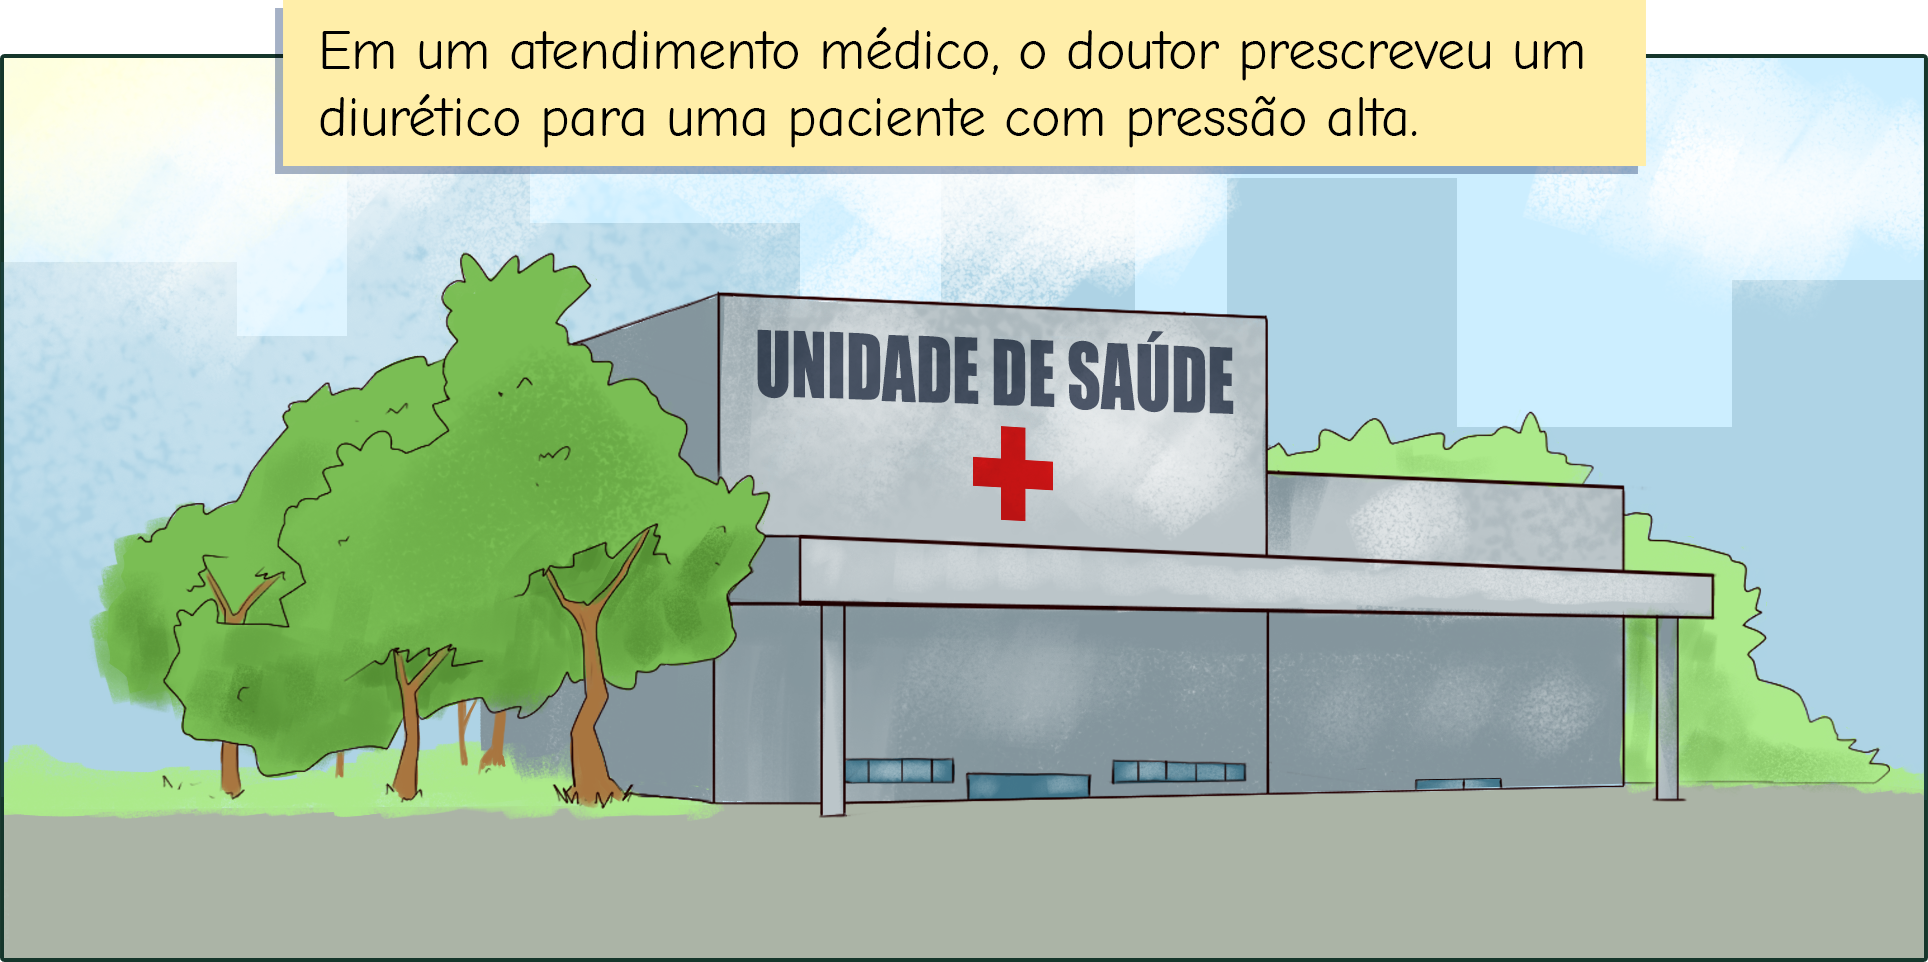 Em um atendimento médico, o doutor prescreveu um
diurético para uma paciente com pressão alta.
UNIDADE DE SAÚDE